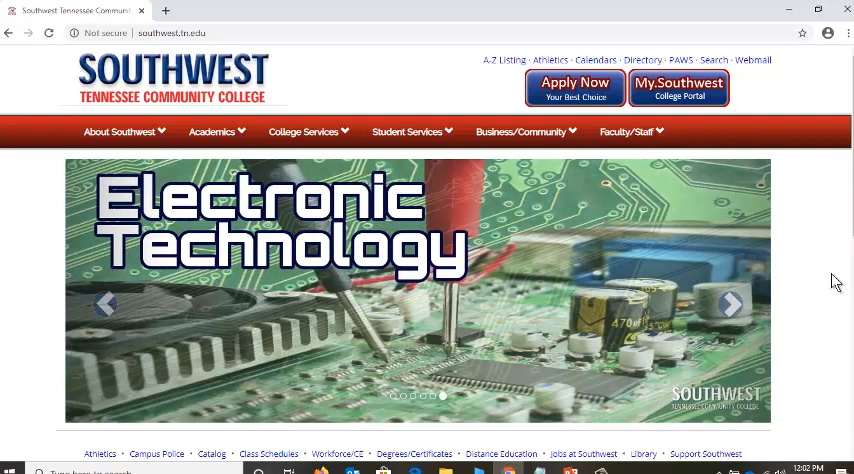 Southwest Tennessee Communit
Not secure | southwest.tn.edu
SOUTHWEST
TENNESSEE COMMUNITY COLLEGE
A-Z Listing · Athletics · Calendars · Directory · PAWS · Search · Webmail
Apply Now
Your Best Choice
My.Southwest
College Portal
About Southwest Academics College Services Student Services Business/Community Faculty/Staff
Electronic
Technology
470µF
SOUTHWEST
TENNESSEE COMMUNITY COLLEGE
Athletics • Campus Police • Catalog • Class Schedules • Workforce/CE • Degrees/Certificates • Distance Education • Jobs at Southwest • Library • Support Southwest
Type here to search
12:02 PM